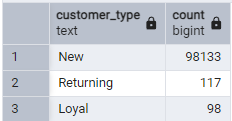 customer_type count
text bigint
1 New 98133
2 Returning 117
3 Loyal 98